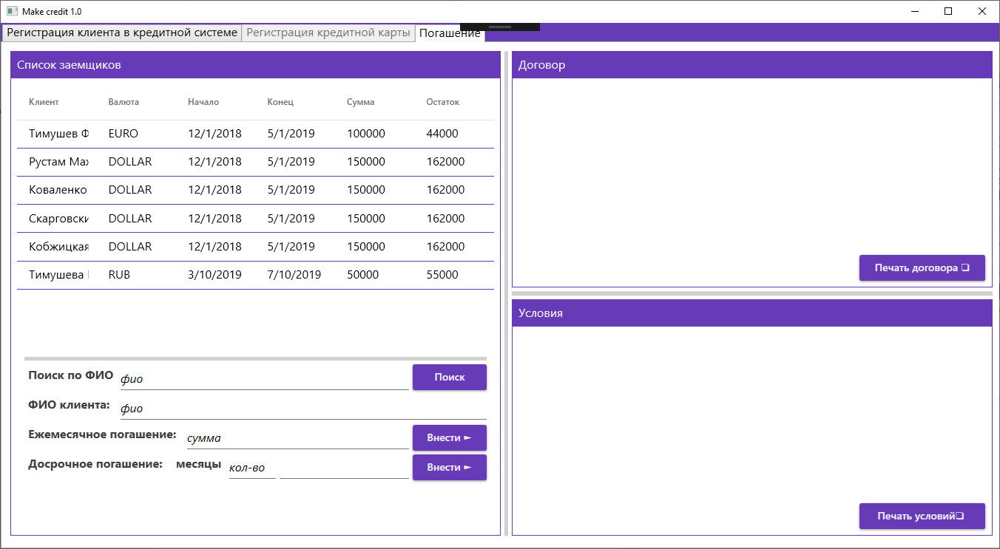 Make credit 1.0
Регистрация клиента в кредитной системе Регистрация кредитной карты Погашение
Список заемщиков
Клиент Валюта Начало Конец Сумма Остаток
Тимушев Ф EURO 12/1/2018 5/1/2019 100000 44000
Рустам Мах DOLLAR 12/1/2018 5/1/2019 150000 162000
Коваленко DOLLAR 12/1/2018 5/1/2019 150000 162000
Скарговски DOLLAR 12/1/2018 5/1/2019 150000 162000
Кобжицкая DOLLAR 12/1/2018 5/1/2019 150000 162000
Тимушева RUB 3/10/2019 7/10/2019 50000 55000
Поиск по ФИО фио Поиск
ФИО клиента: фио
Ежемесячное погашение: сумма Внести ►
Досрочное погашение: месяцы кол-во Внести ►
Договор
Печать договора ❏
Условия
Печать условий❏